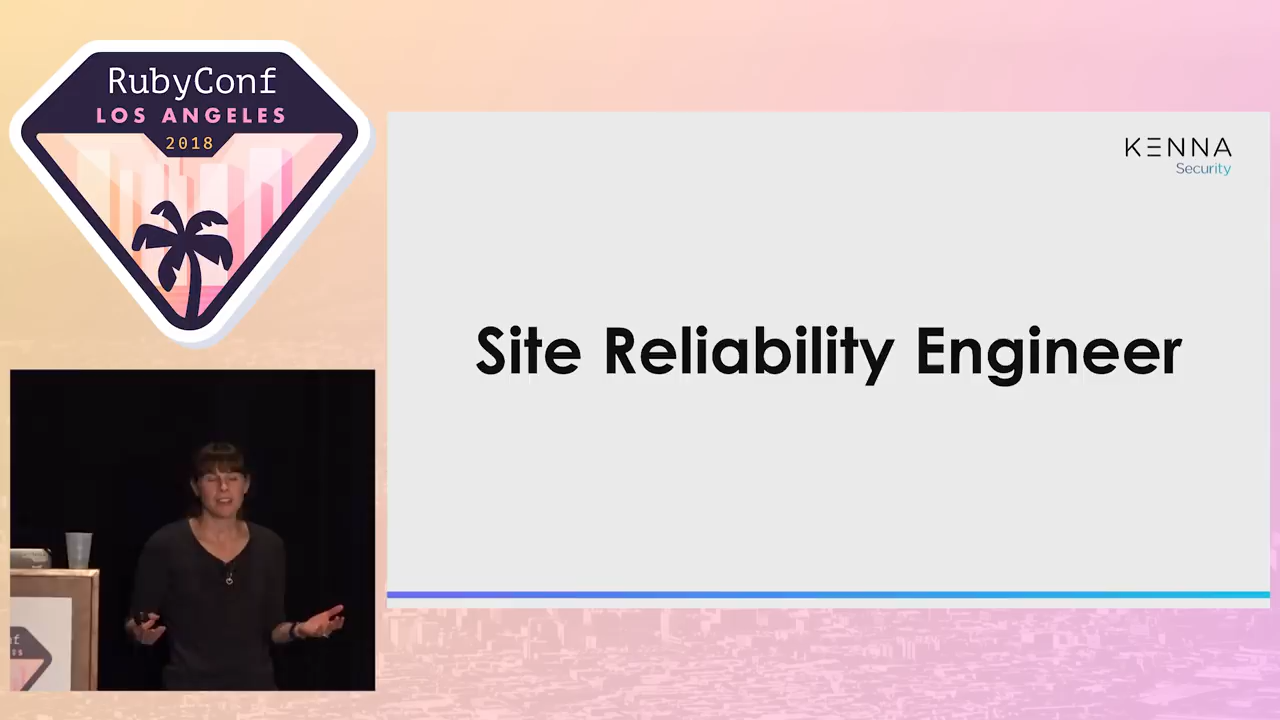 RubyConf
LOS ANGELES
2018
KENNA
Security
Site Reliability Engineer